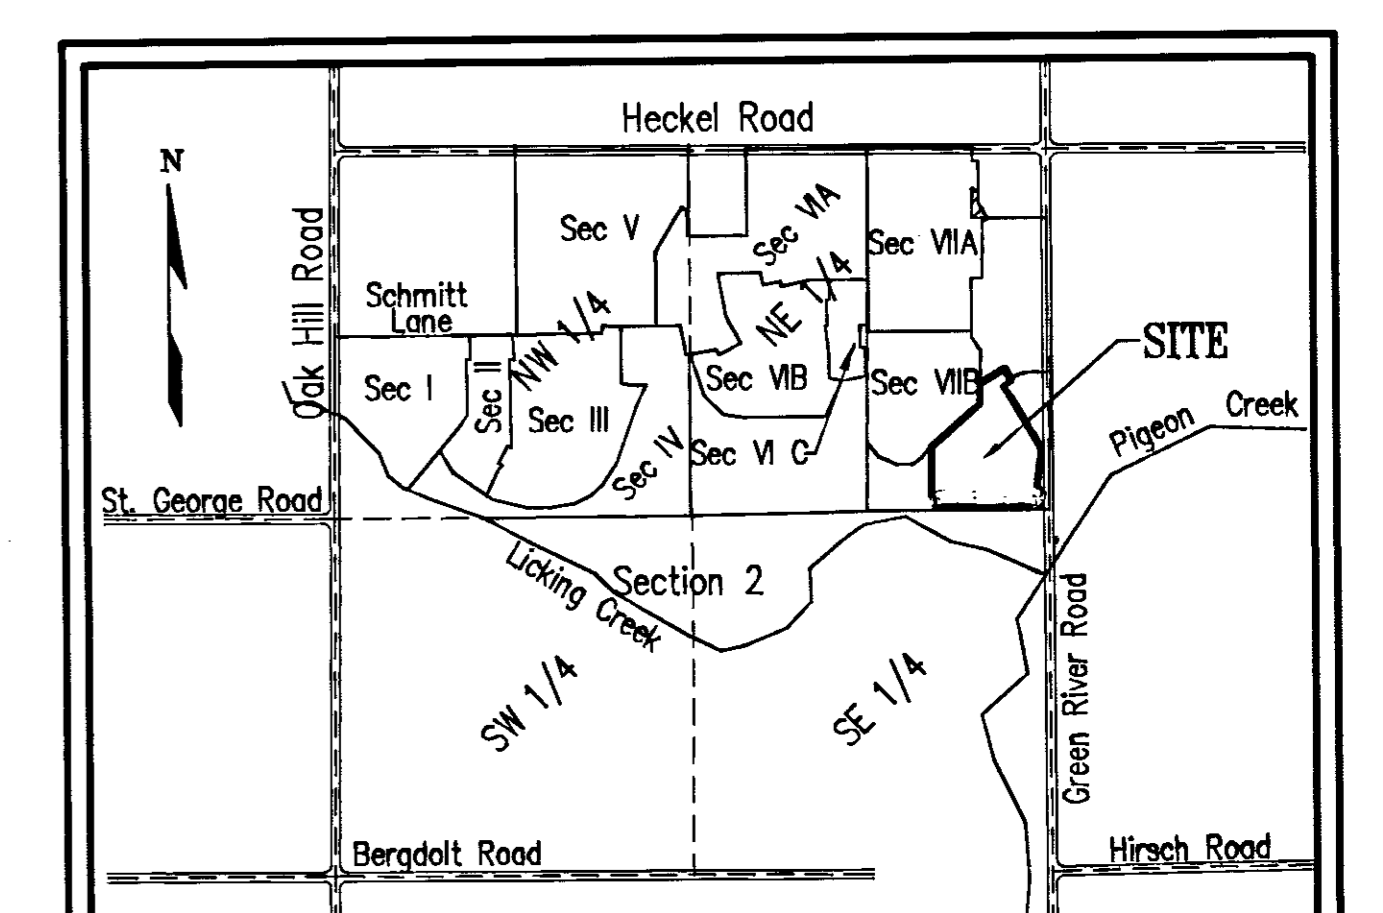 Heckel Road
N
Oak Hill Road
Sec V
Sec VIA
Sec VIIA
Schmitt
Lane
NW 1/4
NE 1/4
SITE
Sec I
Sec II
Sec III
Sec IV
Sec VIB
Sec VIIB
Sec VI C
Pigeon Creek
St. George Road
Licking Creek
Section 2
Green River Road
SW 1/4
SE 1/4
Bergdolt Road
Hirsch Road